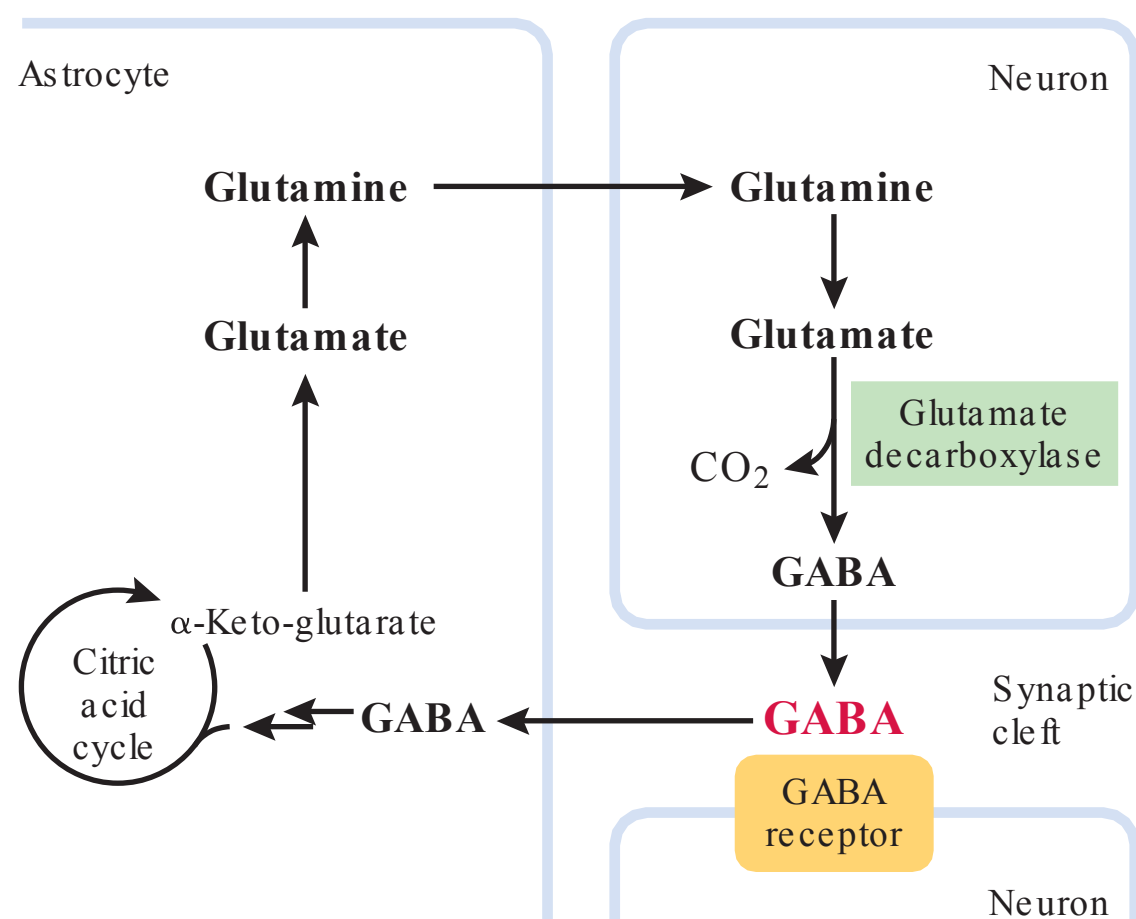 Astrocyte
Neuron
Glutamine
Glutamine
Glutamate
Glutamate
Glutamate
decarboxylase
CO₂
GABA
α-Keto-glutarate
Citric
acid
cycle
GABA
GABA
Synaptic
cleft
GABA
receptor
Neuron